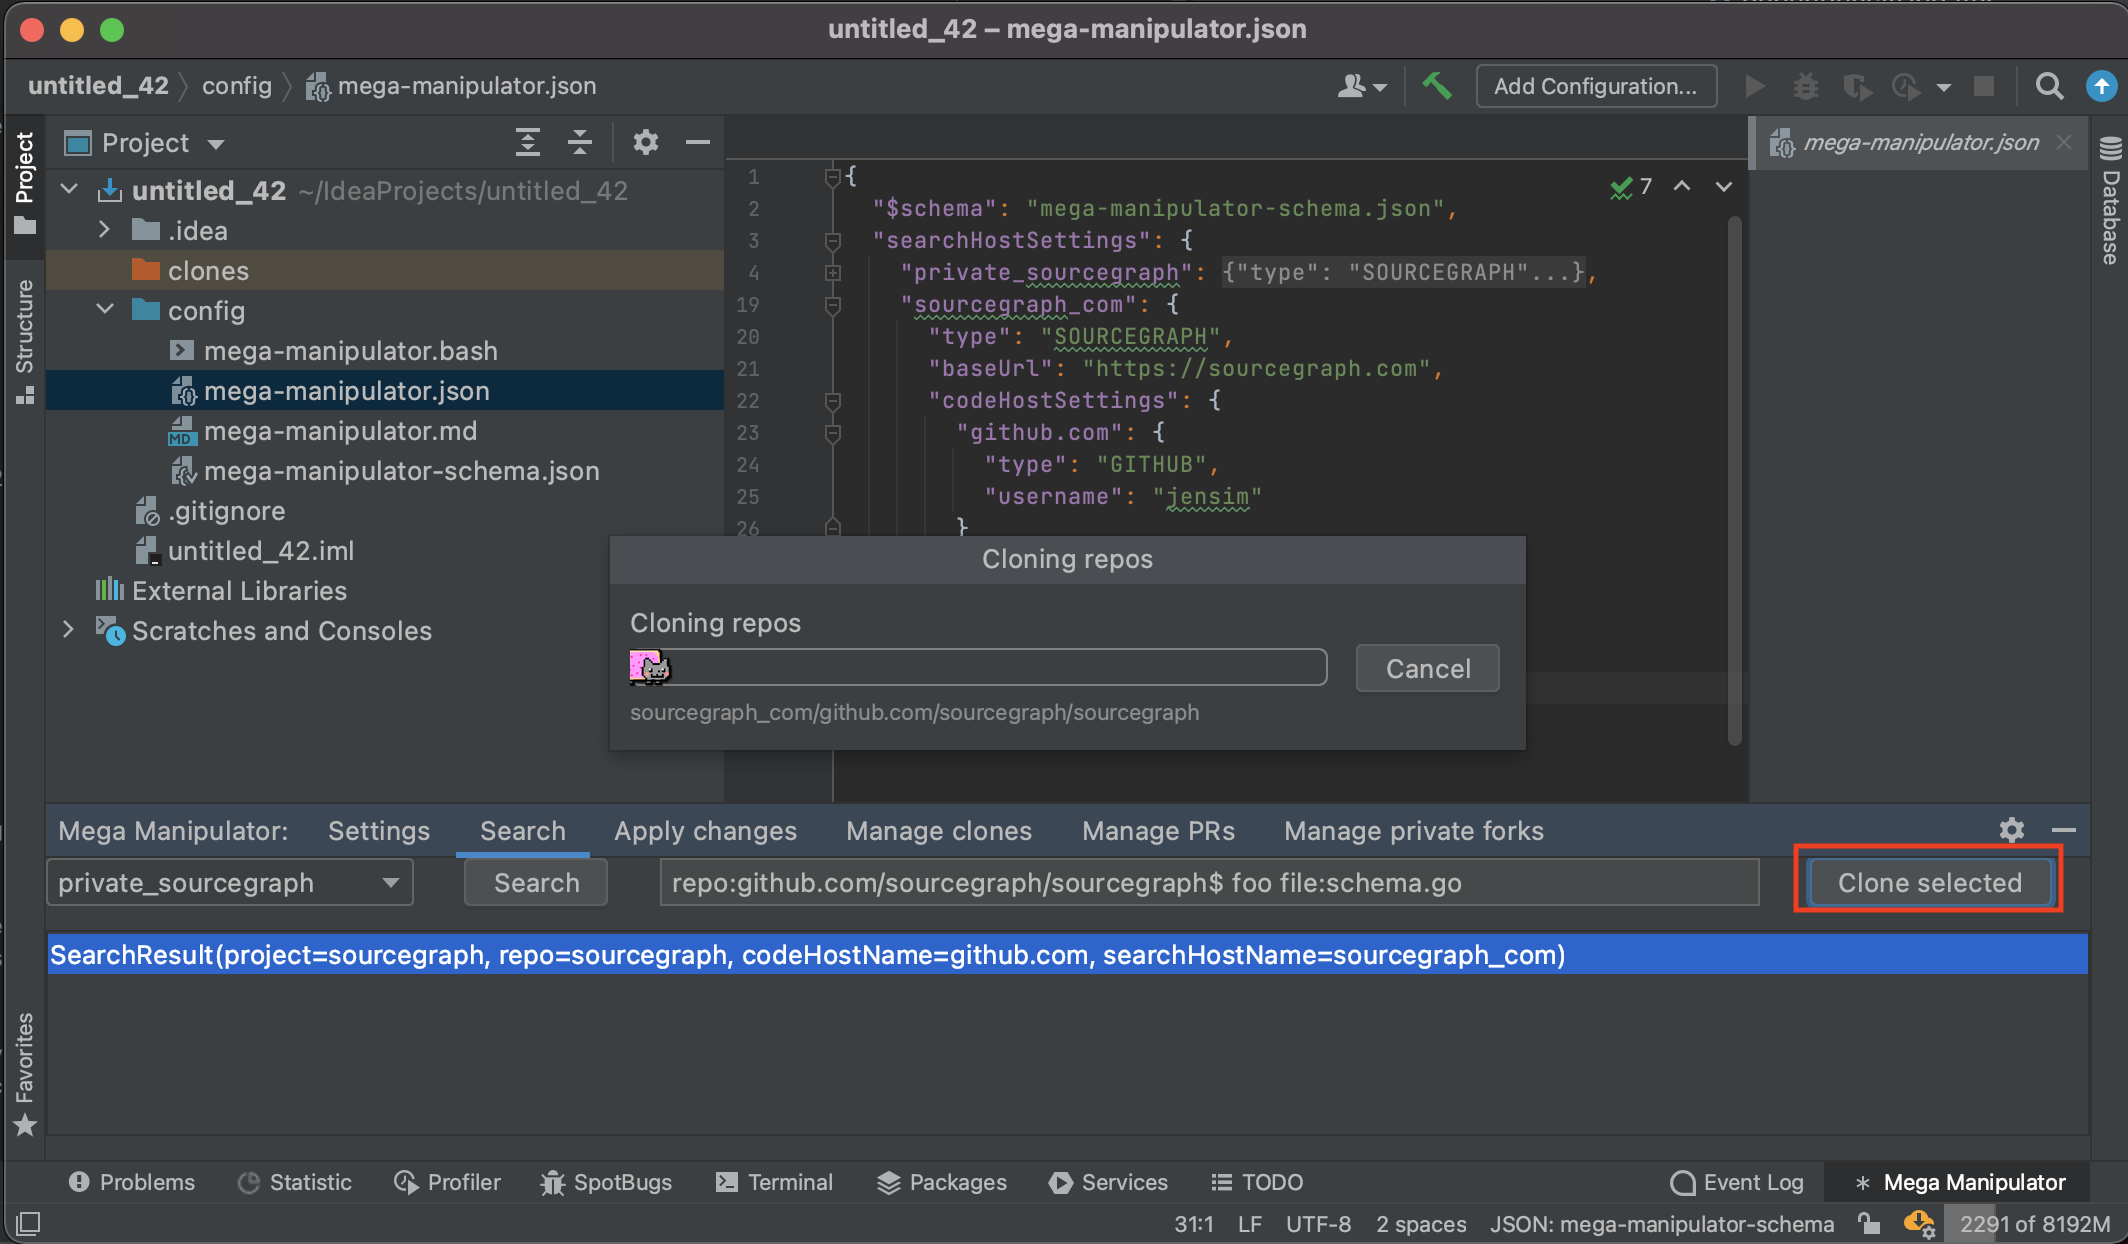 untitled_42 – mega-manipulator.json
untitled_42 config mega-manipulator.json
Add Configuration...
Project
Project
mega-manipulator.json
untitled_42 ~/IdeaProjects/untitled_42
.idea
clones
config
mega-manipulator.bash
mega-manipulator.json
mega-manipulator.md
mega-manipulator-schema.json
.gitignore
untitled_42.iml
External Libraries
Scratches and Consoles
Structure
Favorites
Database
7
1 {
2 "$schema": "mega-manipulator-schema.json",
3 "searchHostSettings": {
4 "private_sourcegraph": {"type": "SOURCEGRAPH"...},
19 "sourcegraph_com": {
20 "type": "SOURCEGRAPH",
21 "baseUrl": "https://sourcegraph.com",
22 "codeHostSettings": {
23 "github.com": {
24 "type": "GITHUB",
25 "username": "jensim"
26 }
Cloning repos
Cloning repos
Cancel
sourcegraph_com/github.com/sourcegraph/sourcegraph
Mega Manipulator: Settings Search Apply changes Manage clones Manage PRs Manage private forks
private_sourcegraph Search repo:github.com/sourcegraph/sourcegraph$ foo file:schema.go Clone selected
SearchResult(project=sourcegraph, repo=sourcegraph, codeHostName=github.com, searchHostName=sourcegraph_com)
Problems Statistic Profiler SpotBugs Terminal Packages Services TODO Event Log Mega Manipulator
31:1 LF UTF-8 2 spaces JSON: mega-manipulator-schema 2291 of 8192M